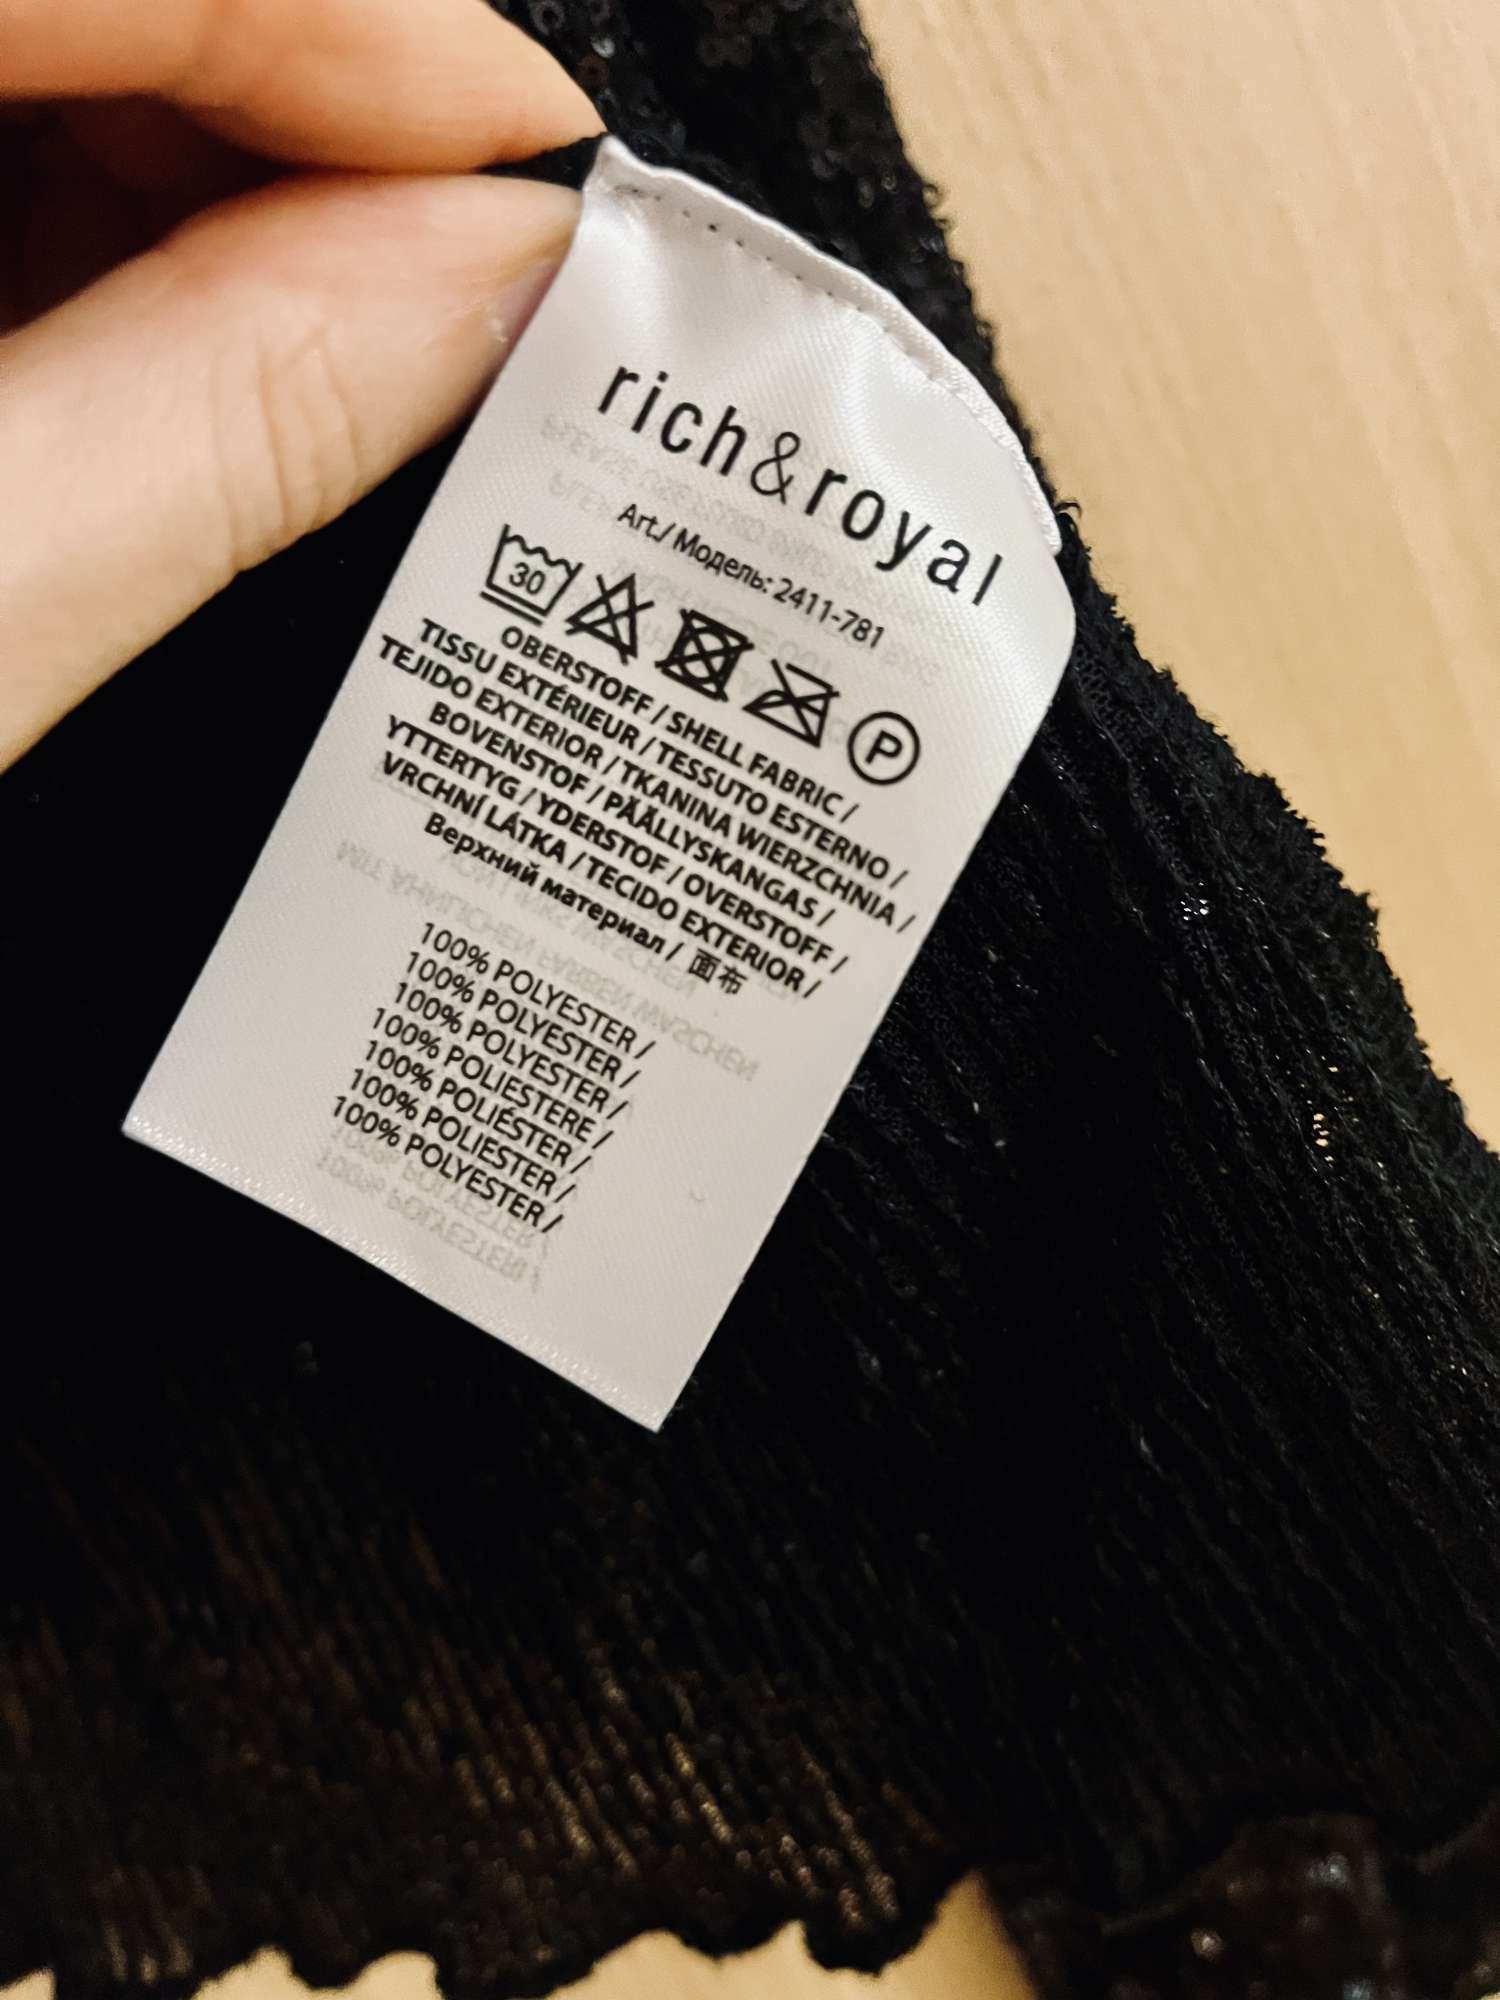 rich&royal
Art./ Модель: 2411-781
30
P
OBERSTOFF / SHELL FABRIC /
TISSU EXTÉRIEUR / TESSUTO ESTERNO /
TEJIDO EXTERIOR / TKANINA WIERZCHNIA /
BOVENSTOF / PÄÄLLYSKANGAS /
YTTERTYG / YDERSTOF / OVERSTOFF /
VRCHNÍ LÁTKA / TECIDO EXTERIOR /
Верхний материал / 面布
100% POLYESTER /
100% POLYESTER /
100% POLYESTER /
100% POLIESTERE /
100% POLIÉSTER /
100% POLIESTER /
100% POLYESTER /